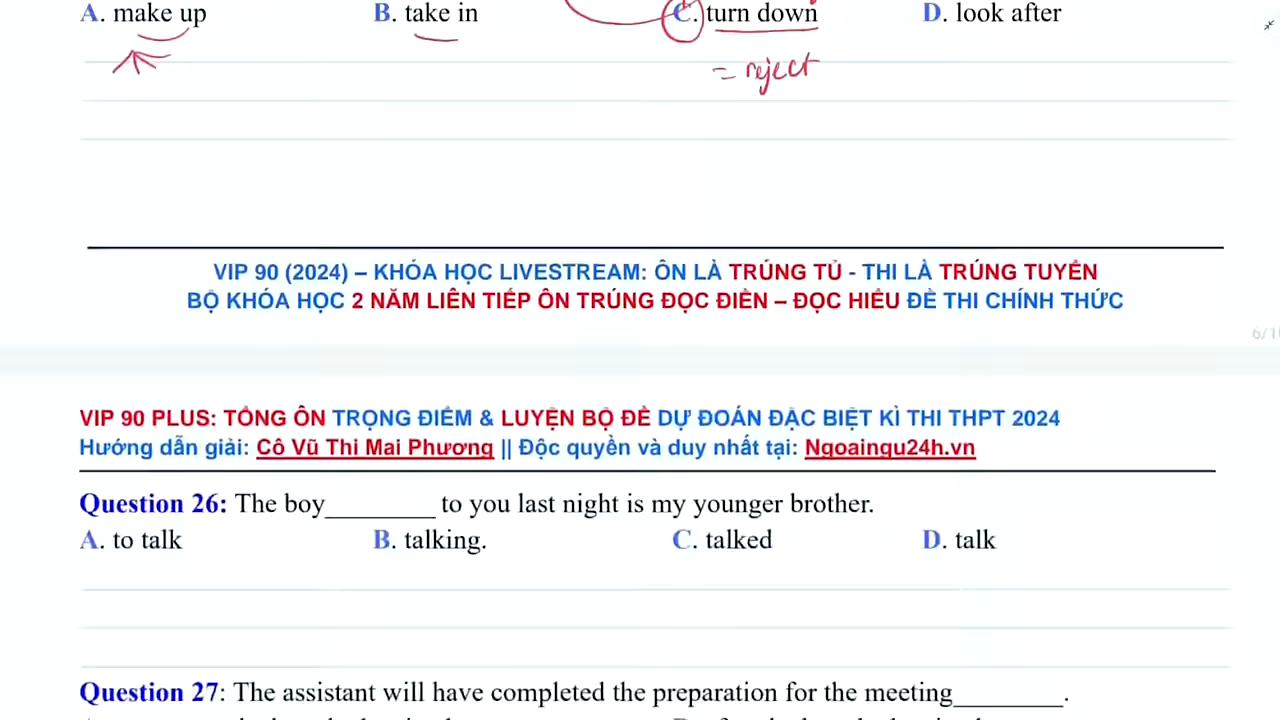 A. make up B. take in C. turn down D. look after
= reject
VIP 90 (2024) – KHÓA HỌC LIVESTREAM: ÔN LÀ TRÚNG TỦ - THI LÀ TRÚNG TUYỂN
BỘ KHÓA HỌC 2 NĂM LIÊN TIẾP ÔN TRÚNG ĐỌC ĐIỀN – ĐỌC HIỂU ĐỀ THI CHÍNH THỨC
VIP 90 PLUS: TỔNG ÔN TRỌNG ĐIỂM & LUYỆN BỘ ĐỀ DỰ ĐOÁN ĐẶC BIỆT KÌ THI THPT 2024
Hướng dẫn giải: Cô Vũ Thị Mai Phương || Độc quyền và duy nhất tại: Ngoaingu24h.vn
Question 26: The boy________ to you last night is my younger brother.
A. to talk B. talking. C. talked D. talk
Question 27: The assistant will have completed the preparation for the meeting________.